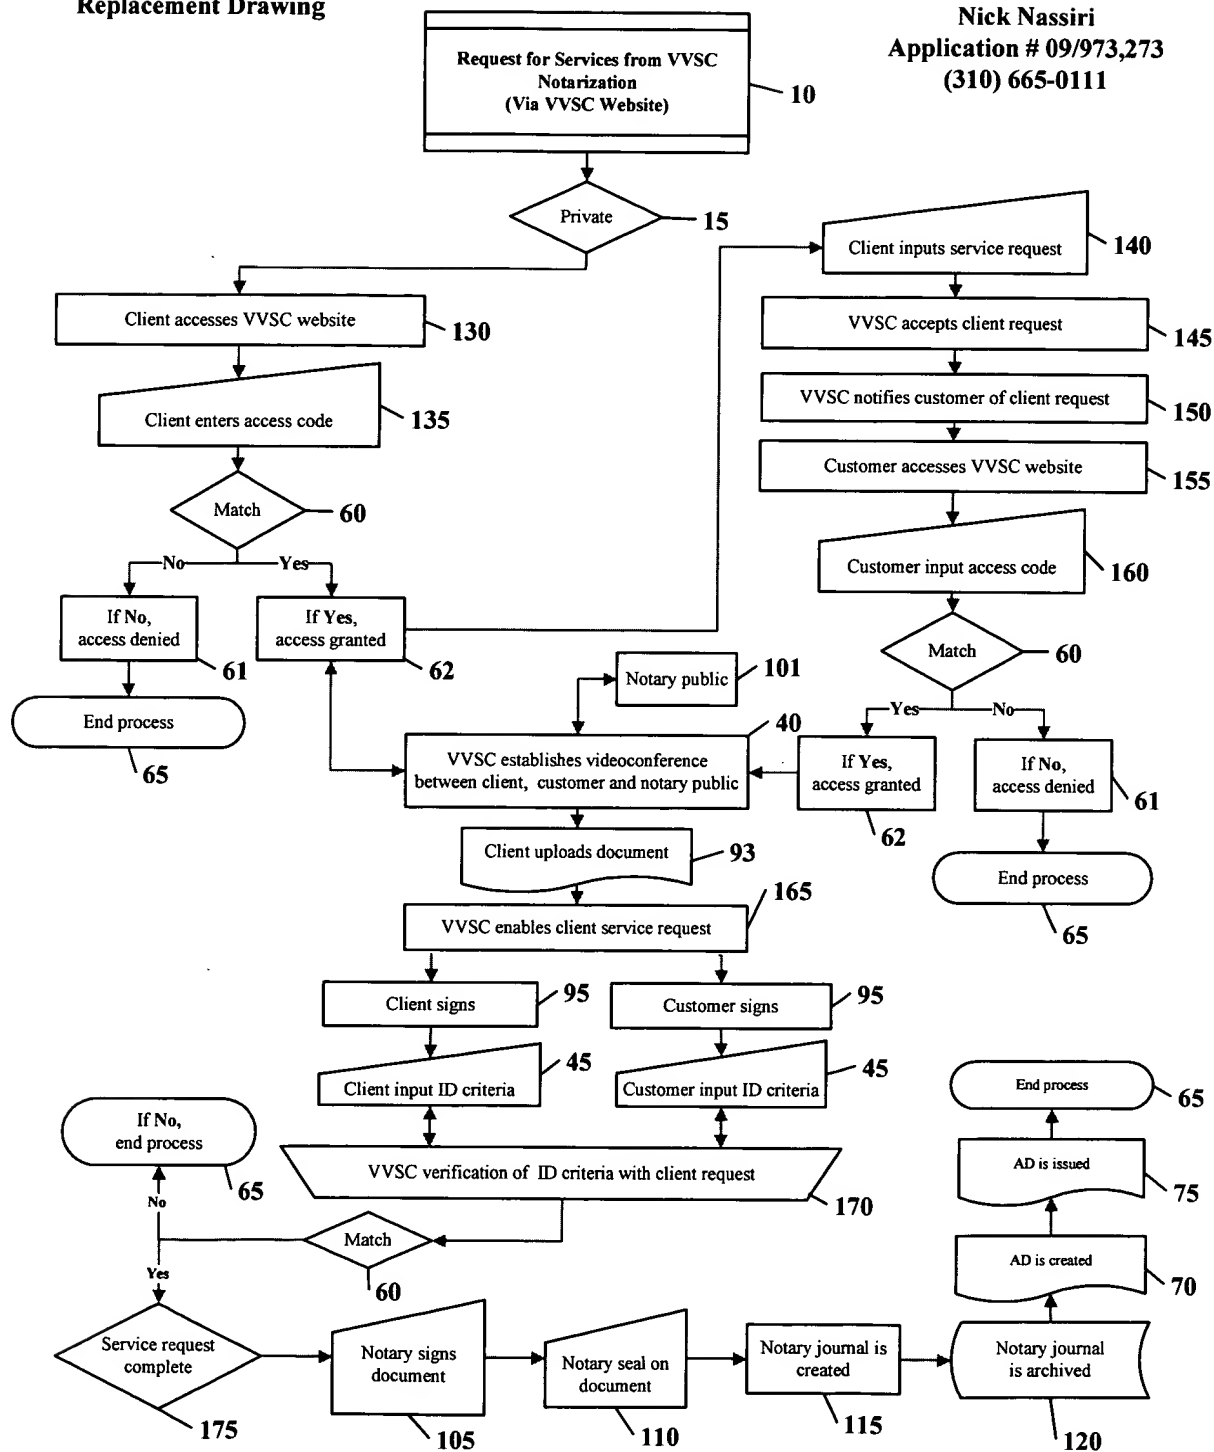 Replacement Drawing
Nick Nassiri
Application # 09/973,273
(310) 665-0111
Request for Services from VVSC
Notarization
(Via VVSC Website)
10
Private
15
Client accesses VVSC website
130
Client enters access code
135
Match
60
No
Yes
If No,
access denied
61
If Yes,
access granted
62
End process
65
Client inputs service request
140
VVSC accepts client request
145
VVSC notifies customer of client request
150
Customer accesses VVSC website
155
Customer input access code
160
Match
60
Yes
No
If Yes,
access granted
62
If No,
access denied
61
End process
65
Notary public
101
40
VVSC establishes videoconference
between client, customer and notary public
Client uploads document
93
165
VVSC enables client service request
Client signs
95
Customer signs
95
Client input ID criteria
45
Customer input ID criteria
45
VVSC verification of ID criteria with client request
170
Match
60
If No,
end process
65
No
Yes
Service request
complete
175
Notary signs
document
105
Notary seal on
document
110
Notary journal is
created
115
Notary journal
is archived
120
AD is created
70
AD is issued
75
End process
65